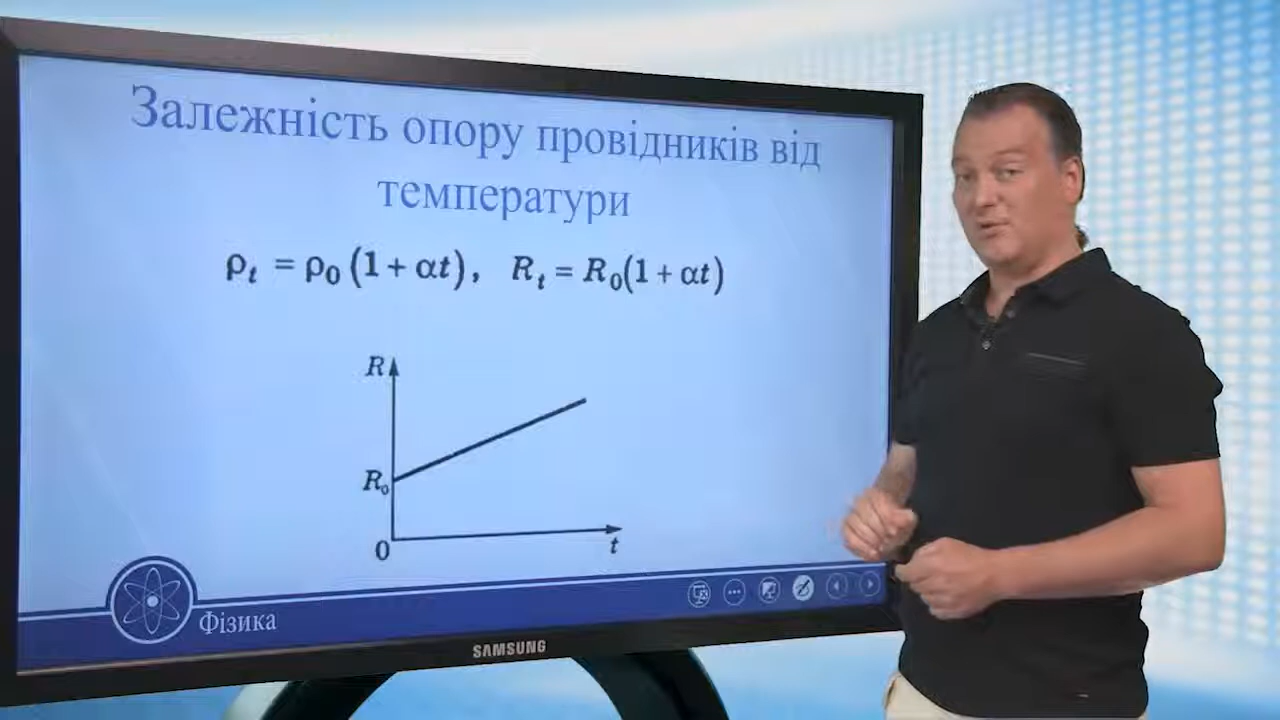 Залежність опору провідників від
температури
ρₜ = ρ₀ (1 + αt), Rₜ = R₀(1 + αt)
R
R₀
0
t
Фізика
SAMSUNG